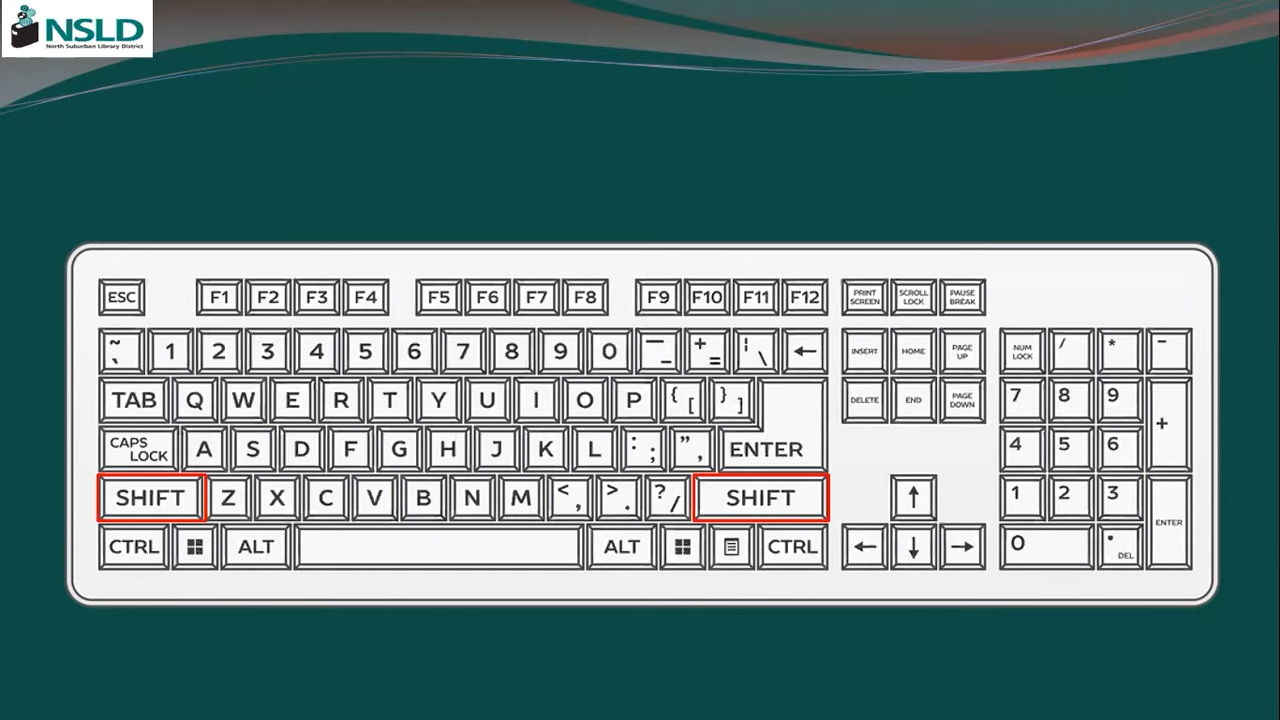 NSLD
North Suburban Library District
ESC F1 F2 F3 F4 F5 F6 F7 F8 F9 F10 F11 F12 PRINT SCREEN SCROLL LOCK PAUSE BREAK
~ ` 1 2 3 4 5 6 7 8 9 0 — _ + = ¦ \ ← INSERT HOME PAGE UP NUM LOCK / * -
TAB Q W E R T Y U I O P { [ } ] DELETE END PAGE DOWN 7 8 9 +
CAPS LOCK A S D F G H J K L : ; " , ENTER 4 5 6
SHIFT Z X C V B N M < , > . ? / SHIFT ↑ 1 2 3 ENTER
CTRL ALT ALT CTRL ← ↓ → 0 • DEL